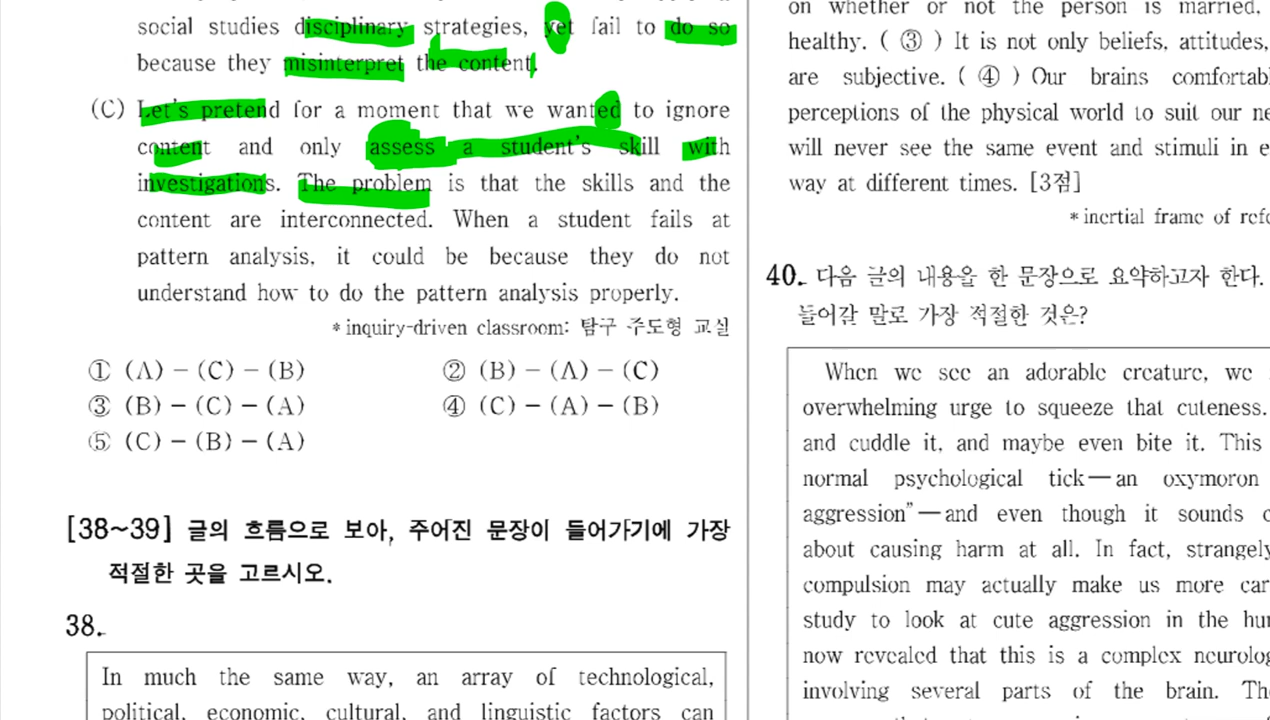 social studies disciplinary strategies, yet fail to do so
because they misinterpret the content.
(C) Let's pretend for a moment that we wanted to ignore
content and only assess a student's skill with
investigations. The problem is that the skills and the
content are interconnected. When a student fails at
pattern analysis, it could be because they do not
understand how to do the pattern analysis properly.
* inquiry-driven classroom: 탐구 주도형 교실
① (A) − (C) − (B) ② (B) − (A) − (C)
③ (B) − (C) − (A) ④ (C) − (A) − (B)
⑤ (C) − (B) − (A)
[38~39] 글의 흐름으로 보아, 주어진 문장이 들어가기에 가장
적절한 곳을 고르시오.
38.
In much the same way, an array of technological,
political, economic, cultural, and linguistic factors can
on whether or not the person is married,
healthy. ( ③ ) It is not only beliefs, attitudes,
are subjective. ( ④ ) Our brains
perceptions of the physical world to suit our
will never see the same event and stimuli in
way at different times. [3점]
* inertial frame of
40. 다음 글의 내용을 한 문장으로 요약하고자 한다.
들어갈 말로 가장 적절한 것은?
When we see an adorable creature, we
overwhelming urge to squeeze that cuteness.
and cuddle it, and maybe even bite it. This
normal psychological tick—an oxymoron
aggression”—and even though it sounds
about causing harm at all. In fact,
compulsion may actually make us more
study to look at cute aggression in the
now revealed that this is a complex
involving several parts of the brain.